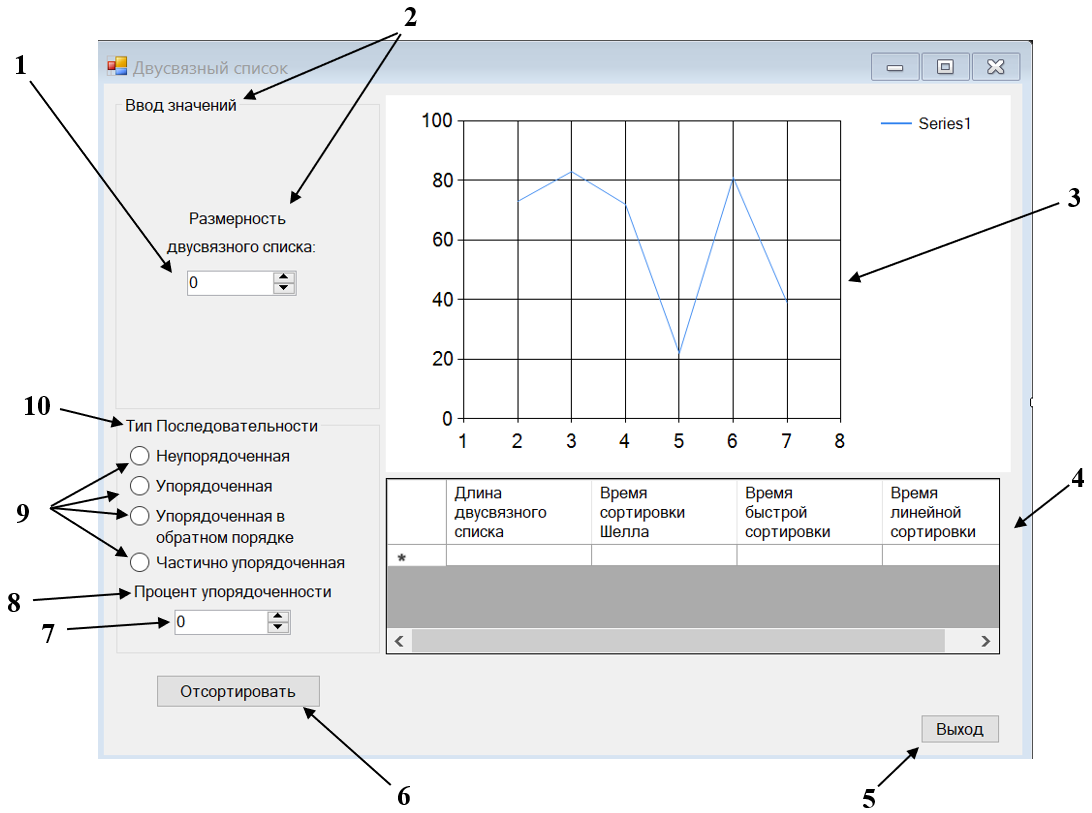 2
1
Двусвязный список
Ввод значений
Размерность
двусвязного списка:
0
100
80
60
40
20
0
1 2 3 4 5 6 7 8
Series1
3
10
Тип Последовательности
Неупорядоченная
Упорядоченная
Упорядоченная в
обратном порядке
Частично упорядоченная
9
8
Процент упорядоченности
7
0
Длина
двусвязного
списка
Время
сортировки
Шелла
Время
быстрой
сортировки
Время
линейной
сортировки
*
4
Отсортировать
6
Выход
5